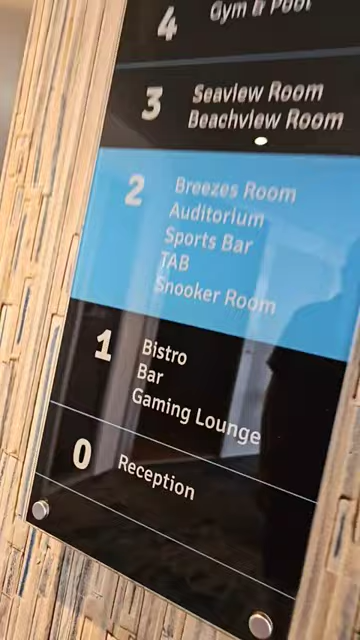 4
Gym & Pool
3
Seaview Room
Beachview Room
2
Breezes Room
Auditorium
Sports Bar
TAB
Snooker Room
1
Bistro
Bar
Gaming Lounge
0
Reception